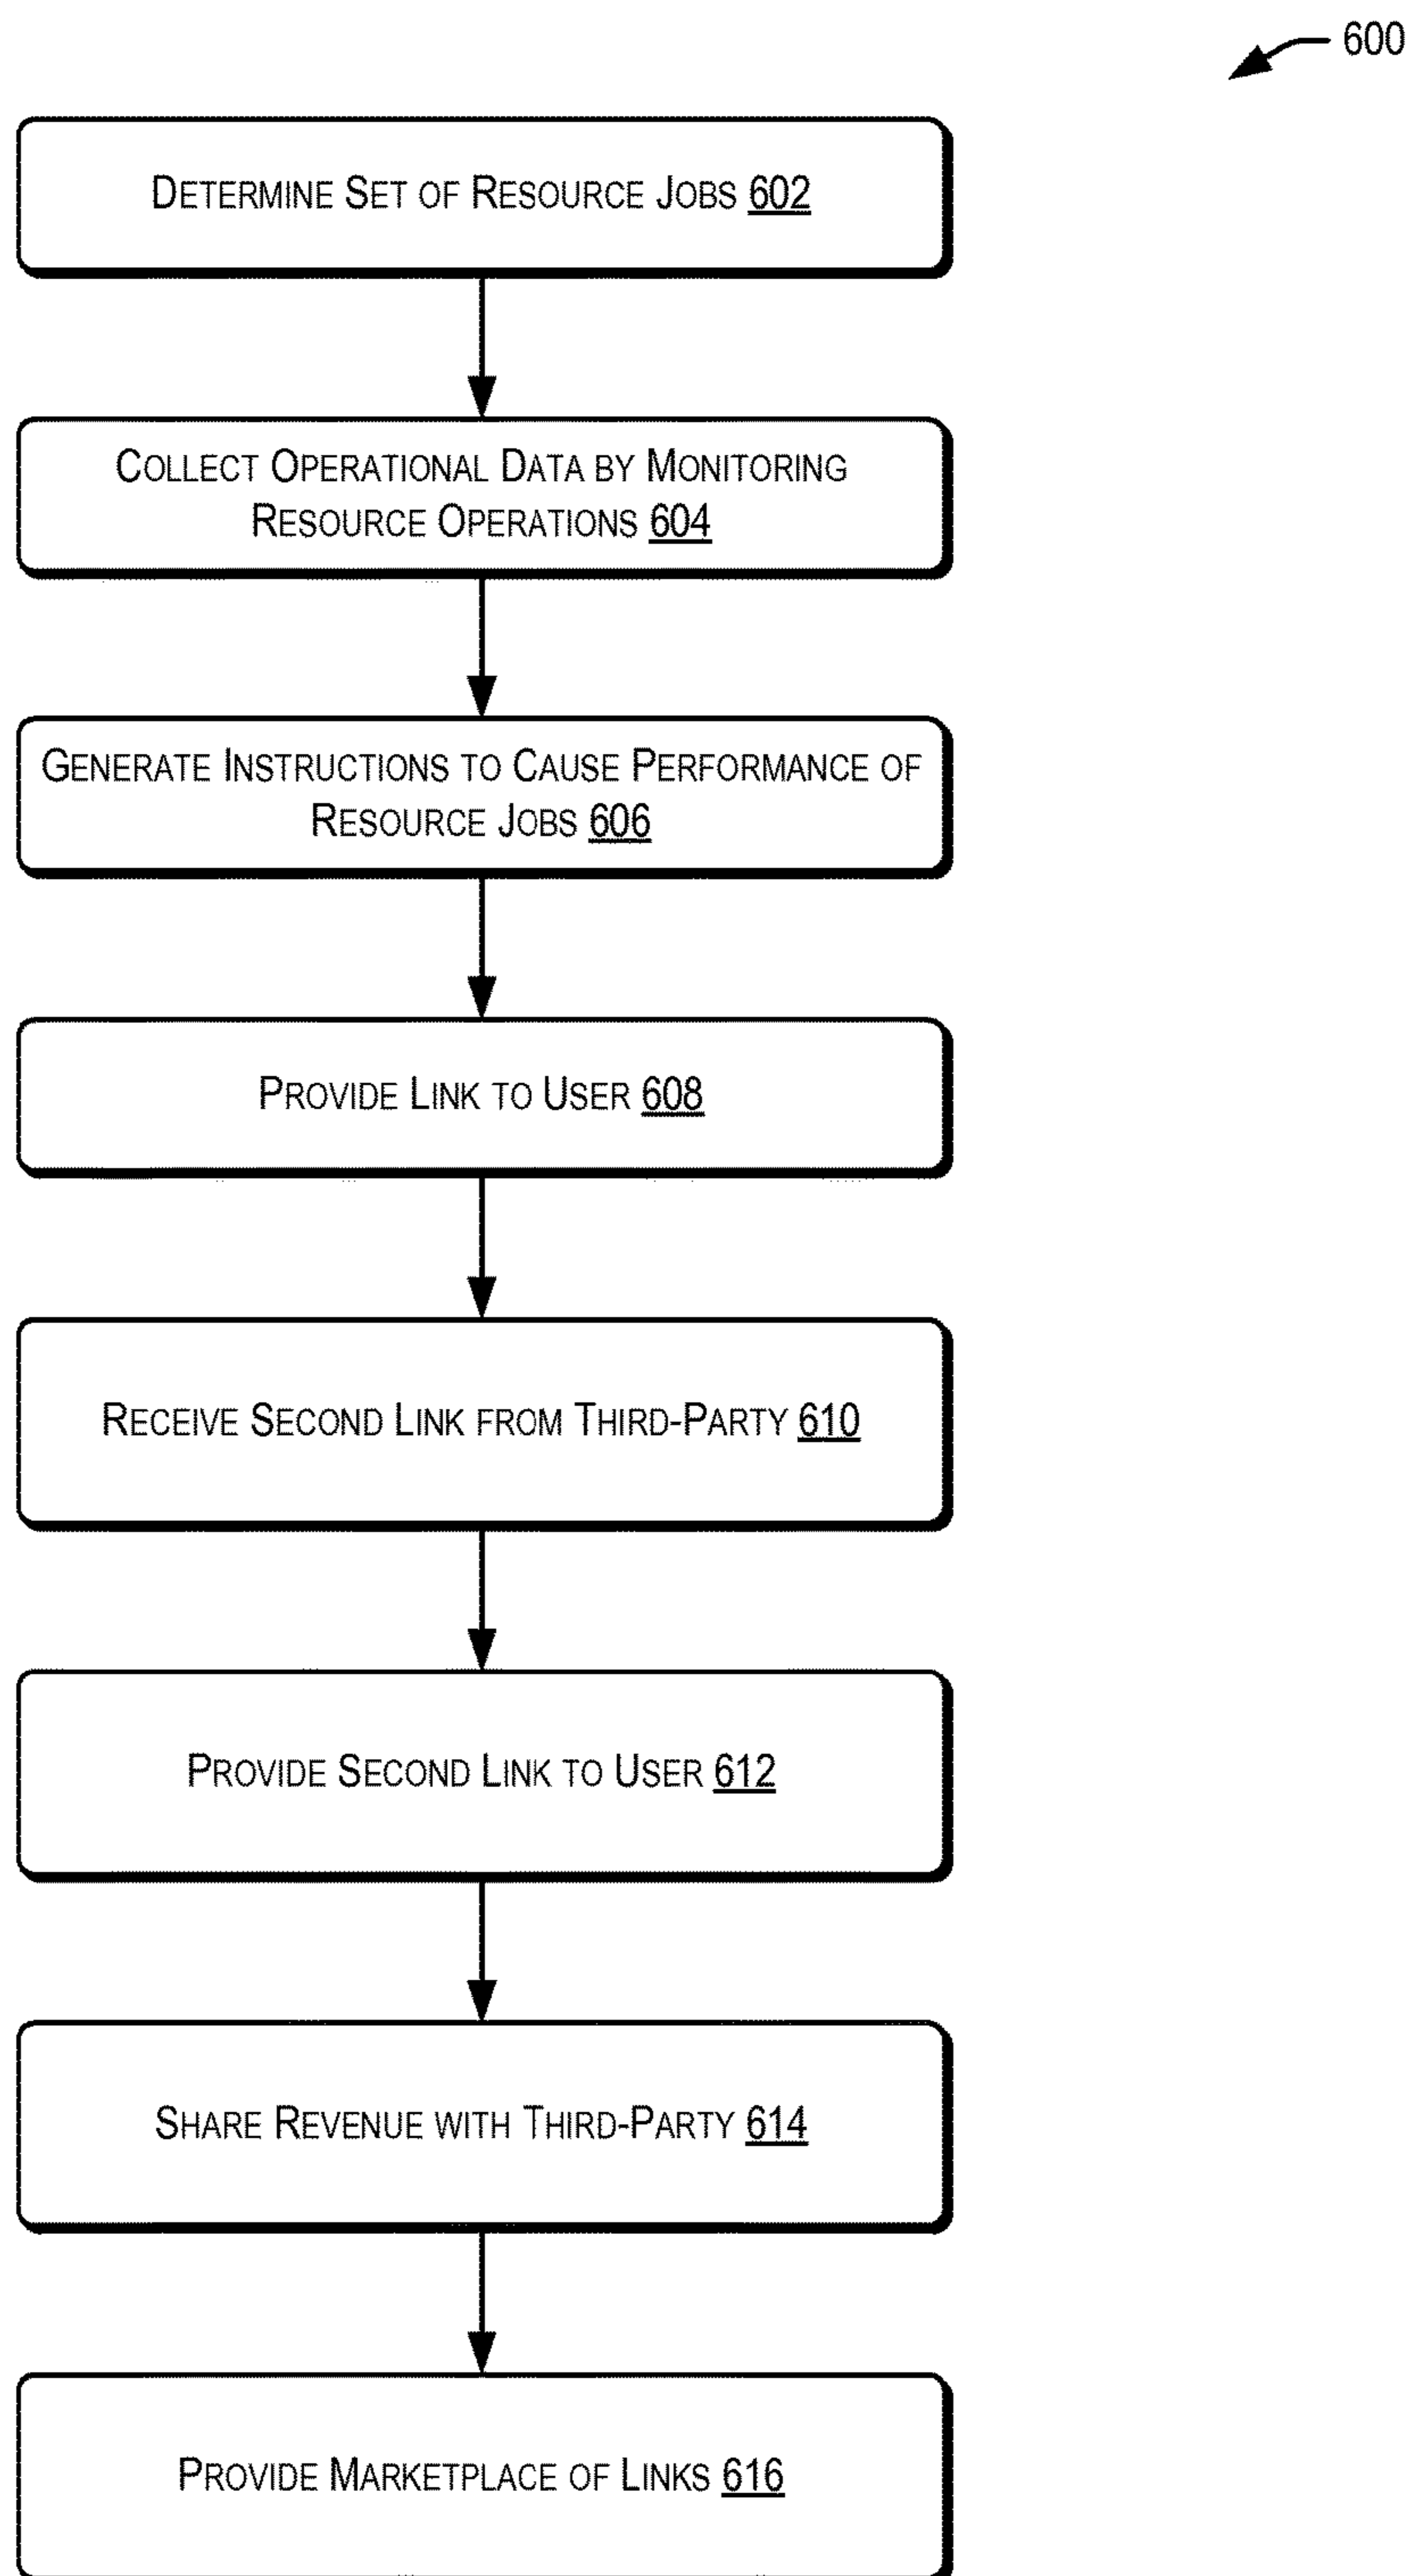 600
Determine Set of Resource Jobs 602
Collect Operational Data by Monitoring
Resource Operations 604
Generate Instructions to Cause Performance of
Resource Jobs 606
Provide Link to User 608
Receive Second Link from Third-Party 610
Provide Second Link to User 612
Share Revenue with Third-Party 614
Provide Marketplace of Links 616